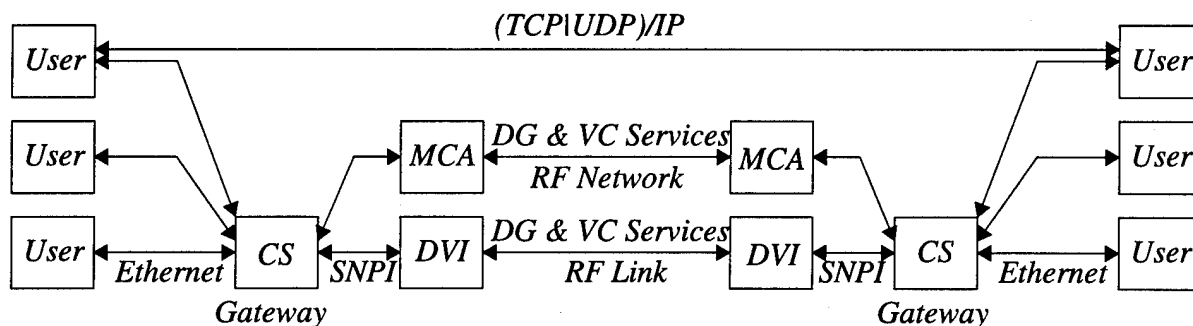 (TCP\UDP)/IP
User
User
DG & VC Services
User
MCA
MCA
User
RF Network
DG & VC Services
User
CS
DVI
DVI
CS
User
Ethernet
SNPI
RF Link
SNPI
Ethernet
Gateway
Gateway